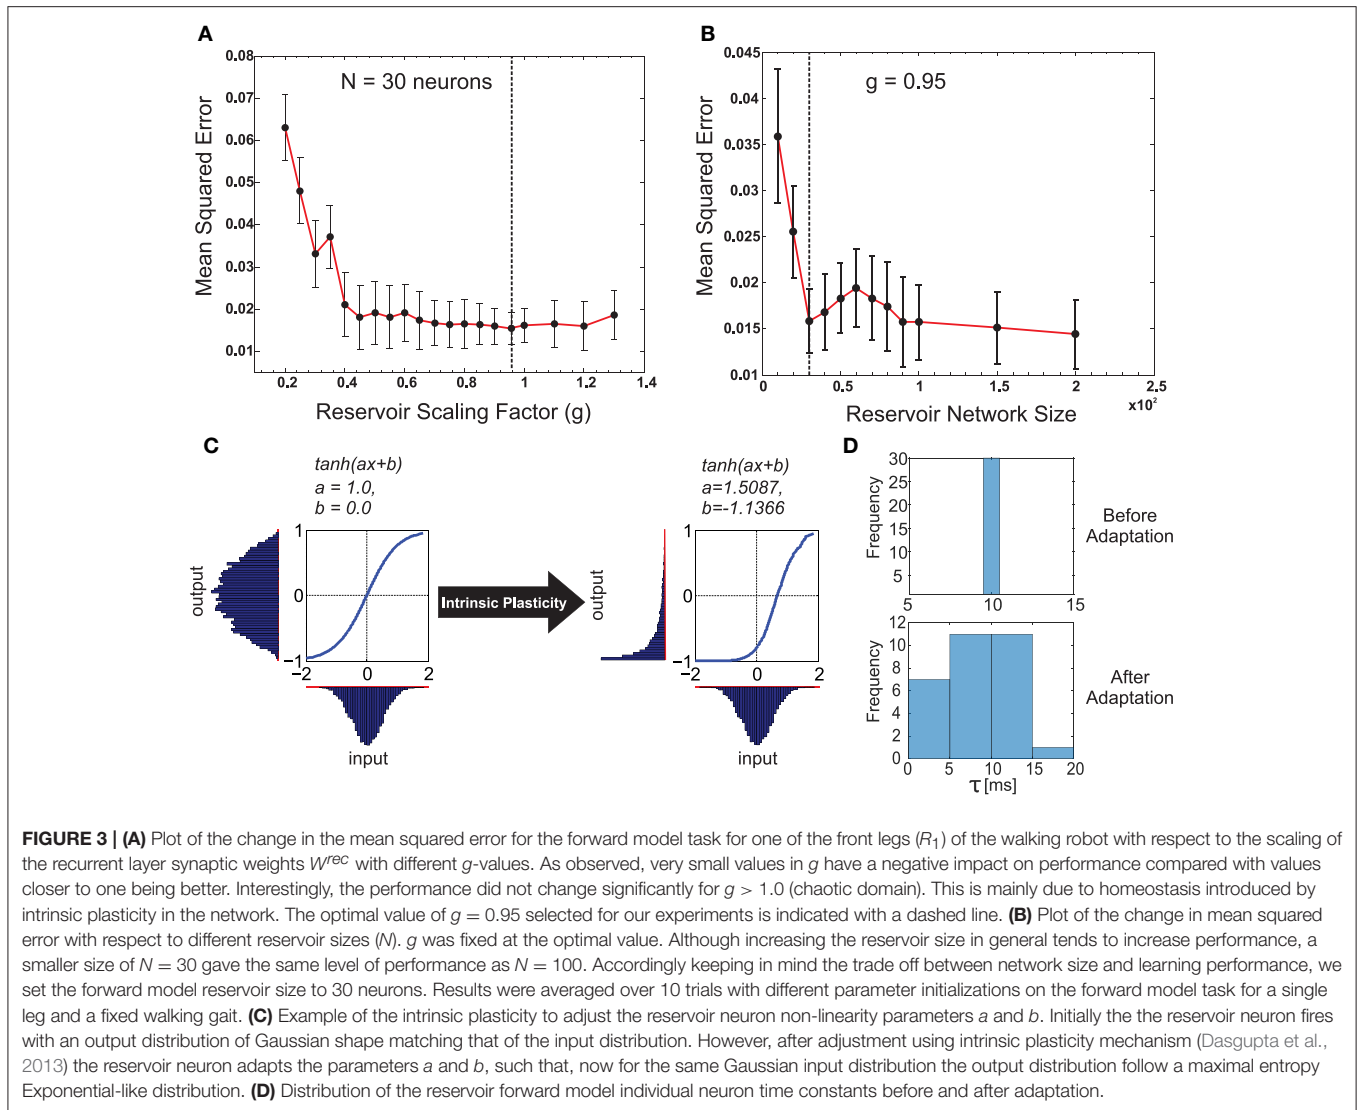 A
0.08
0.07
0.06
0.05
0.04
0.03
0.02
0.01
Mean Squared Error
N = 30 neurons
0.2
0.4
0.6
0.8
1
1.2
1.4
Reservoir Scaling Factor (g)
B
0.045
0.04
0.035
0.03
0.025
0.02
0.015
0.01
Mean Squared Error
g = 0.95
0
0.5
1
1.5
2
2.5
x10²
Reservoir Network Size
C
tanh(ax+b)
a = 1.0,
b = 0.0
1
0
−1
output
−2
0
2
input
Intrinsic Plasticity
tanh(ax+b)
a=1.5087,
b=-1.1366
1
0
−1
output
−2
0
2
input
D
30
25
20
15
10
5
Frequency
5
10
15
Before
Adaptation
12
10
8
6
4
2
0
Frequency
0
5
10
15
20
τ [ms]
After
Adaptation
FIGURE 3 | (A) Plot of the change in the mean squared error for the forward model task for one of the front legs (R1) of the walking robot with respect to the scaling of
the recurrent layer synaptic weights Wrec with different g-values. As observed, very small values in g have a negative impact on performance compared with values
closer to one being better. Interestingly, the performance did not change significantly for g > 1.0 (chaotic domain). This is mainly due to homeostasis introduced by
intrinsic plasticity in the network. The optimal value of g = 0.95 selected for our experiments is indicated with a dashed line. (B) Plot of the change in mean squared
error with respect to different reservoir sizes (N). g was fixed at the optimal value. Although increasing the reservoir size in general tends to increase performance, a
smaller size of N = 30 gave the same level of performance as N = 100. Accordingly keeping in mind the trade off between network size and learning performance, we
set the forward model reservoir size to 30 neurons. Results were averaged over 10 trials with different parameter initializations on the forward model task for a single
leg and a fixed walking gait. (C) Example of the intrinsic plasticity to adjust the reservoir neuron non-linearity parameters a and b. Initially the the reservoir neuron fires
with an output distribution of Gaussian shape matching that of the input distribution. However, after adjustment using intrinsic plasticity mechanism (Dasgupta et al.,
2013) the reservoir neuron adapts the parameters a and b, such that, now for the same Gaussian input distribution the output distribution follow a maximal entropy
Exponential-like distribution. (D) Distribution of the reservoir forward model individual neuron time constants before and after adaptation.